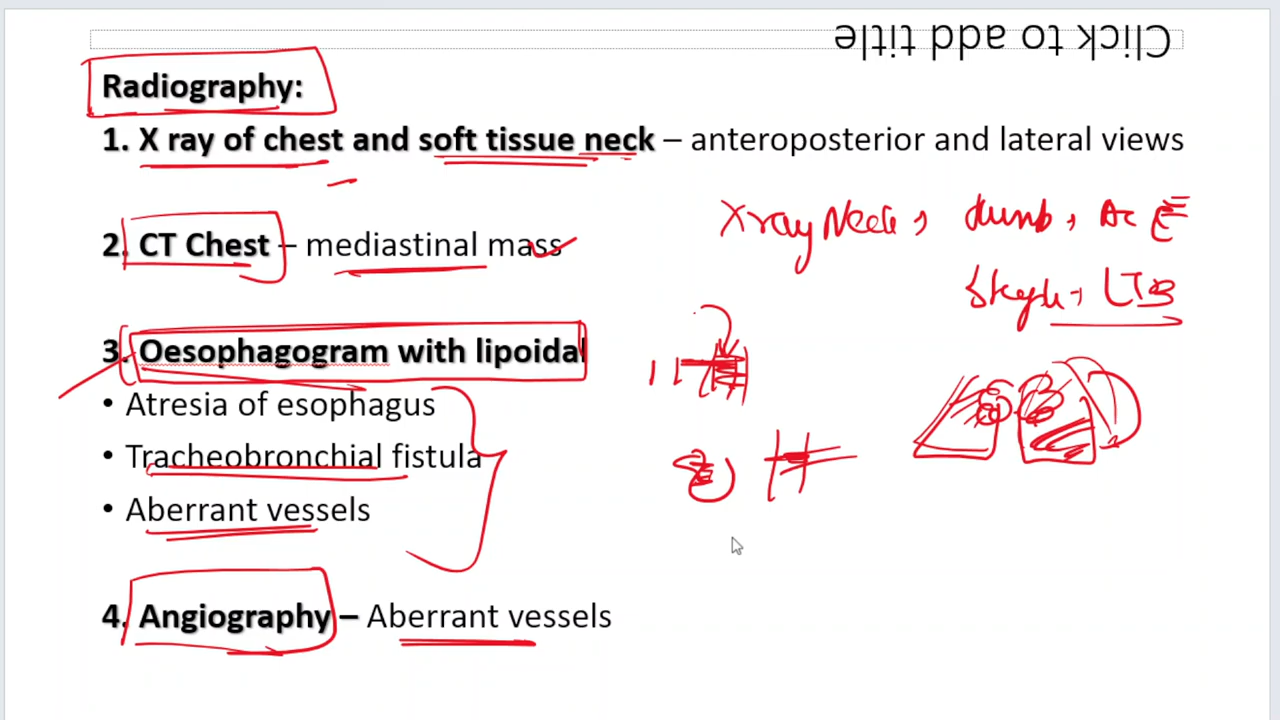 Click to add title
Radiography:
1. X ray of chest and soft tissue neck – anteroposterior and lateral views
Xray Neck,
2. CT Chest – mediastinal mass
LTB
3. Oesophagogram with lipoidal
• Atresia of esophagus
• Tracheobronchial fistula
• Aberrant vessels
4. Angiography – Aberrant vessels